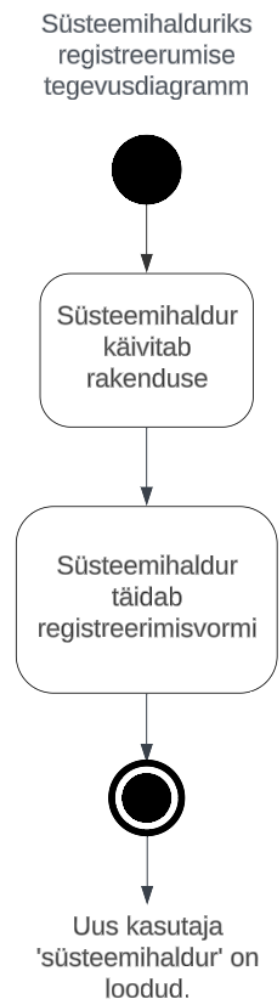 Süsteemihalduriks
registreerumise
tegevusdiagramm
Süsteemihaldur
käivitab
rakenduse
Süsteemihaldur
täidab
registreerimisvormi
Uus kasutaja
'süsteemihaldur' on
loodud.